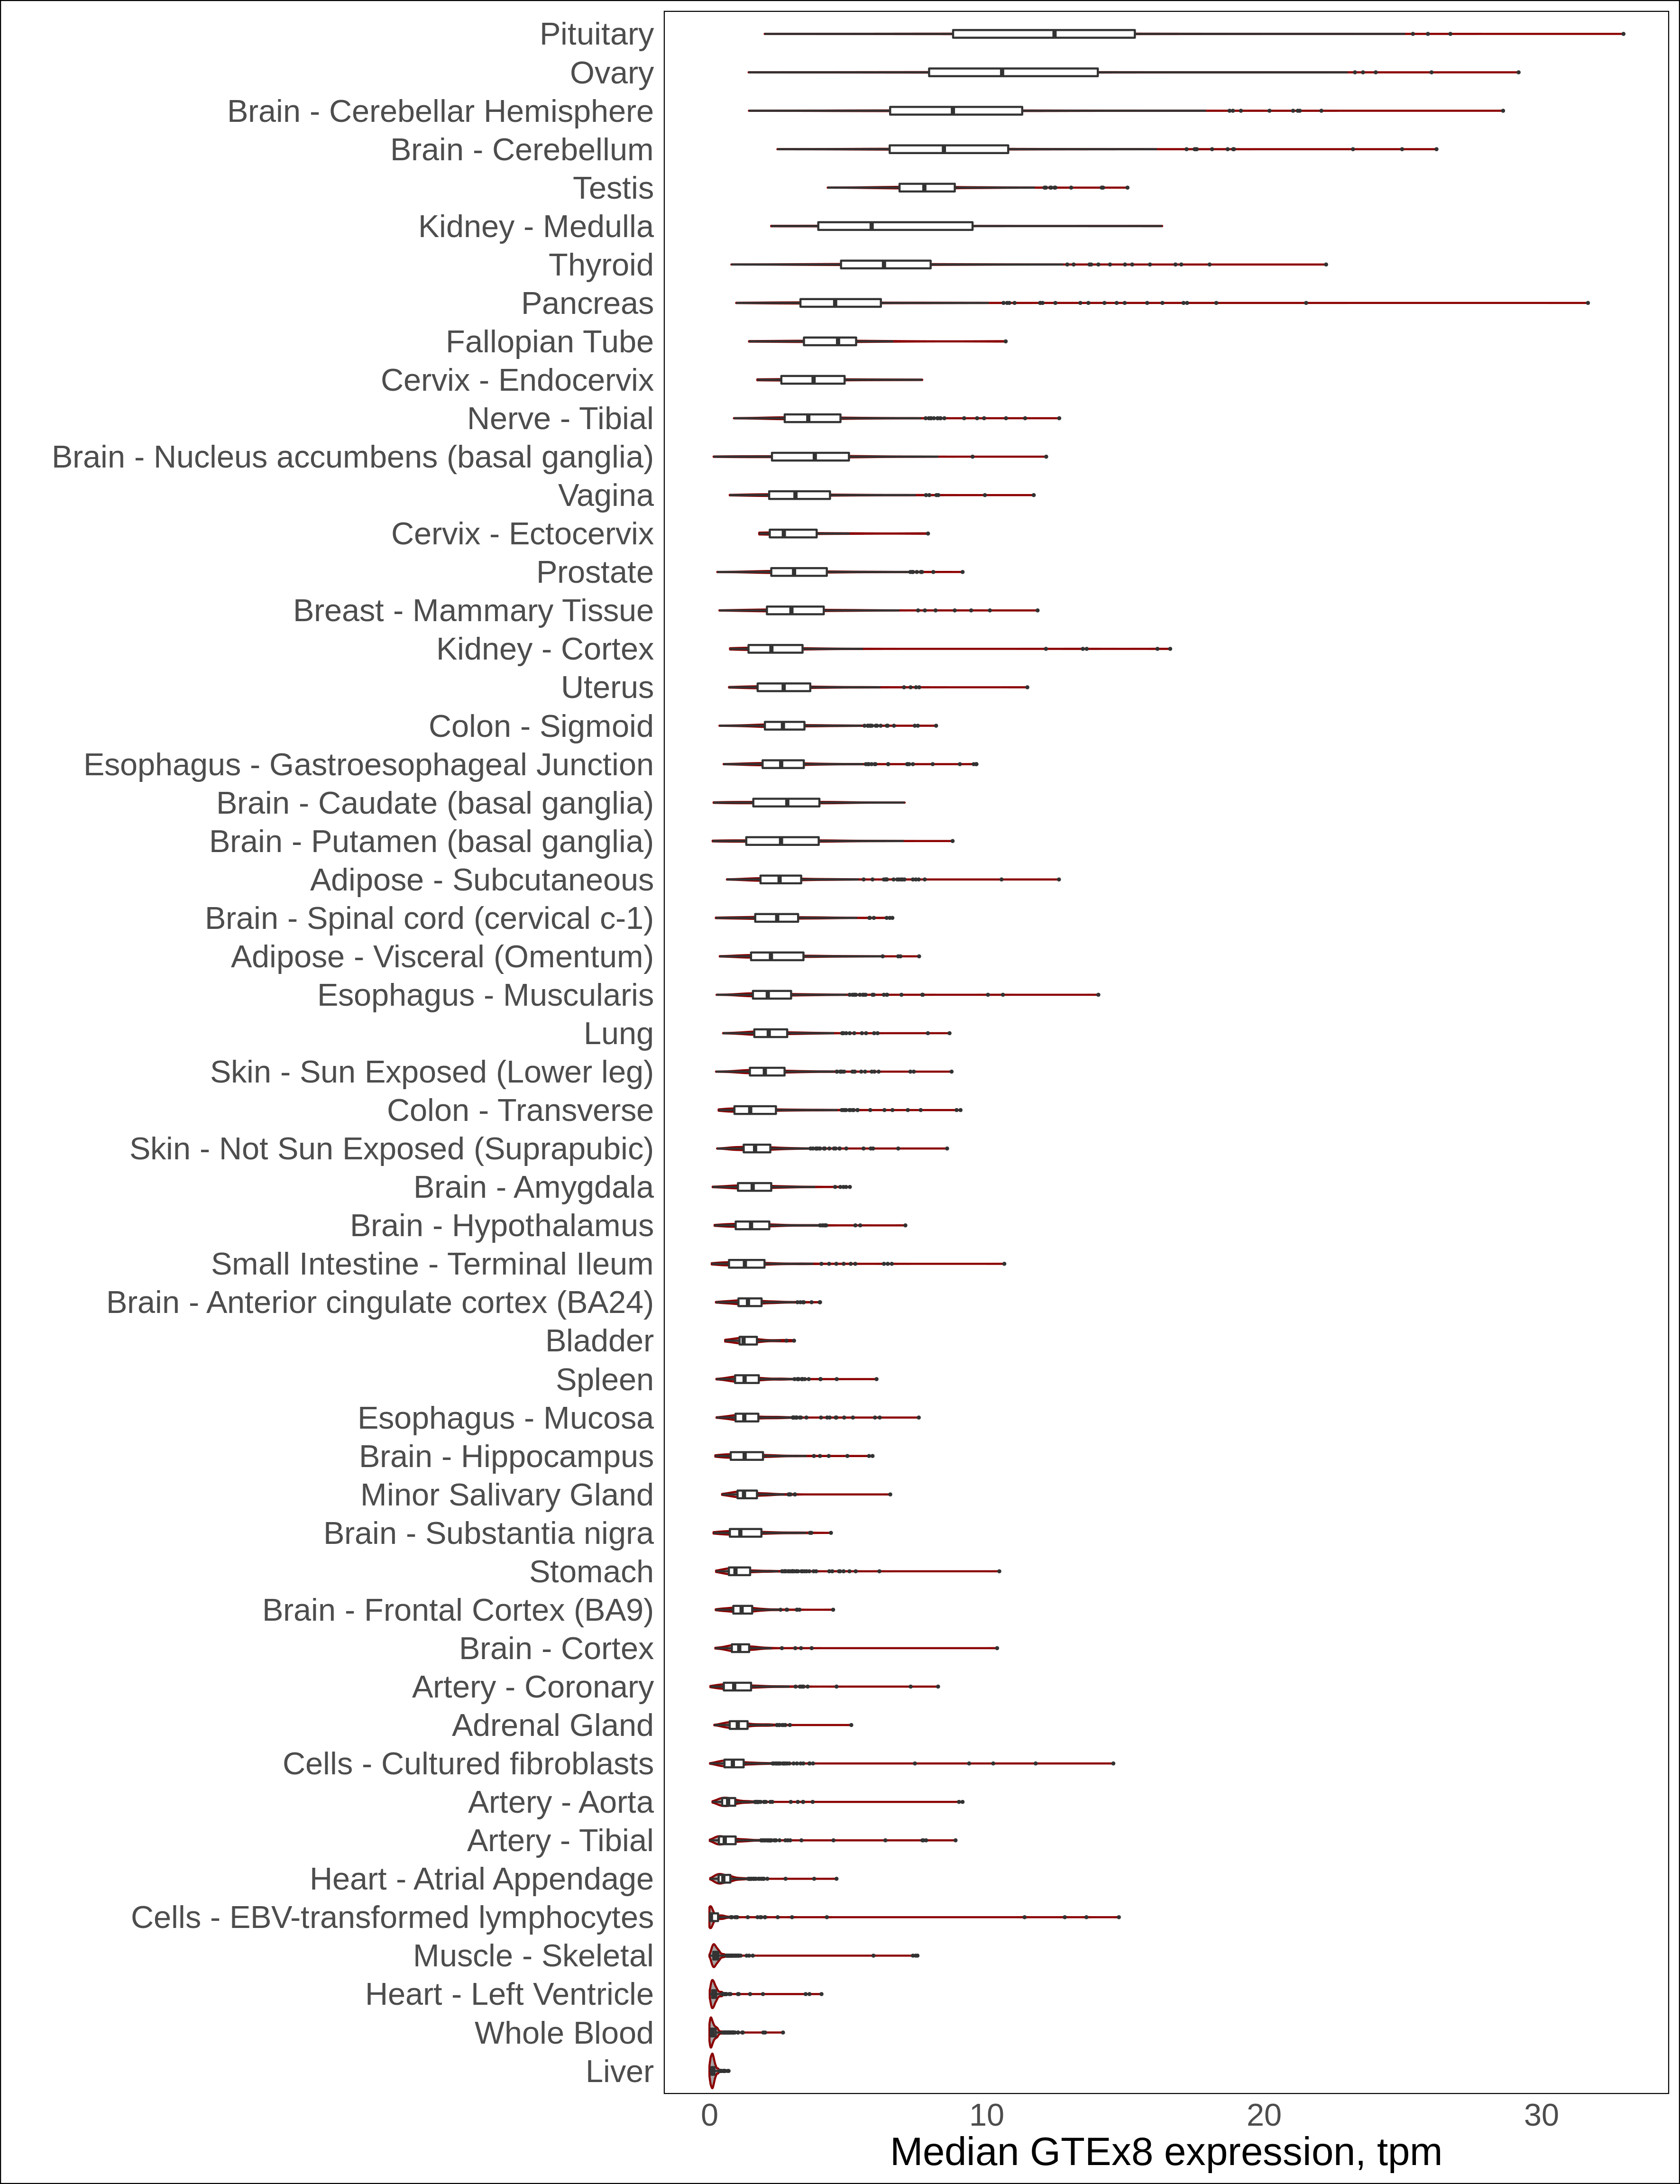 Pituitary
Ovary
Brain - Cerebellar Hemisphere
Brain - Cerebellum
Testis
Kidney - Medulla
Thyroid
Pancreas
Fallopian Tube
Cervix - Endocervix
Nerve - Tibial
Brain - Nucleus accumbens (basal ganglia)
Vagina
Cervix - Ectocervix
Prostate
Breast - Mammary Tissue
Kidney - Cortex
Uterus
Colon - Sigmoid
Esophagus - Gastroesophageal Junction
Brain - Caudate (basal ganglia)
Brain - Putamen (basal ganglia)
Adipose - Subcutaneous
Brain - Spinal cord (cervical c-1)
Adipose - Visceral (Omentum)
Esophagus - Muscularis
Lung
Skin - Sun Exposed (Lower leg)
Colon - Transverse
Skin - Not Sun Exposed (Suprapubic)
Brain - Amygdala
Brain - Hypothalamus
Small Intestine - Terminal Ileum
Brain - Anterior cingulate cortex (BA24)
Bladder
Spleen
Esophagus - Mucosa
Brain - Hippocampus
Minor Salivary Gland
Brain - Substantia nigra
Stomach
Brain - Frontal Cortex (BA9)
Brain - Cortex
Artery - Coronary
Adrenal Gland
Cells - Cultured fibroblasts
Artery - Aorta
Artery - Tibial
Heart - Atrial Appendage
Cells - EBV-transformed lymphocytes
Muscle - Skeletal
Heart - Left Ventricle
Whole Blood
Liver
0 10 20 30
Median GTEx8 expression, tpm